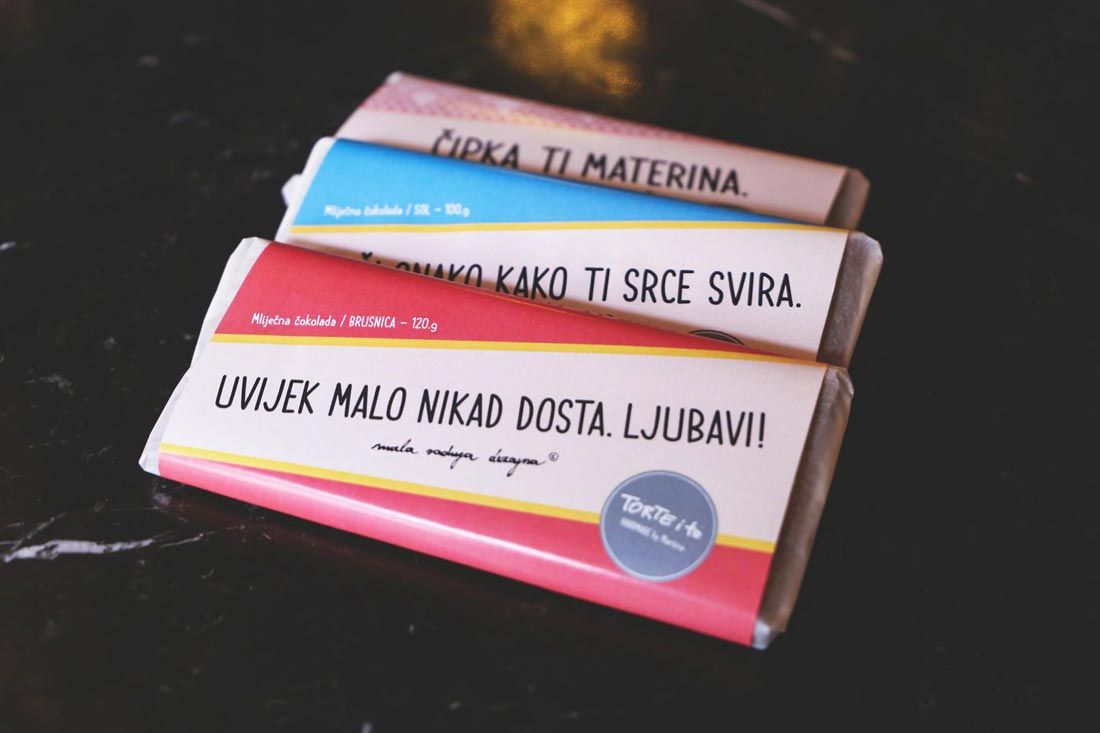 ČIPKA TI MATERINA.
Mliječna čokolada / SOL – 100g
ONAKO KAKO TI SRCE SVIRA.
Mliječna čokolada / BRUSNICA – 120g
UVIJEK MALO NIKAD DOSTA. LJUBAVI!
mala radnja dizajna ©
TORTE i to
HANDMADE by Martina